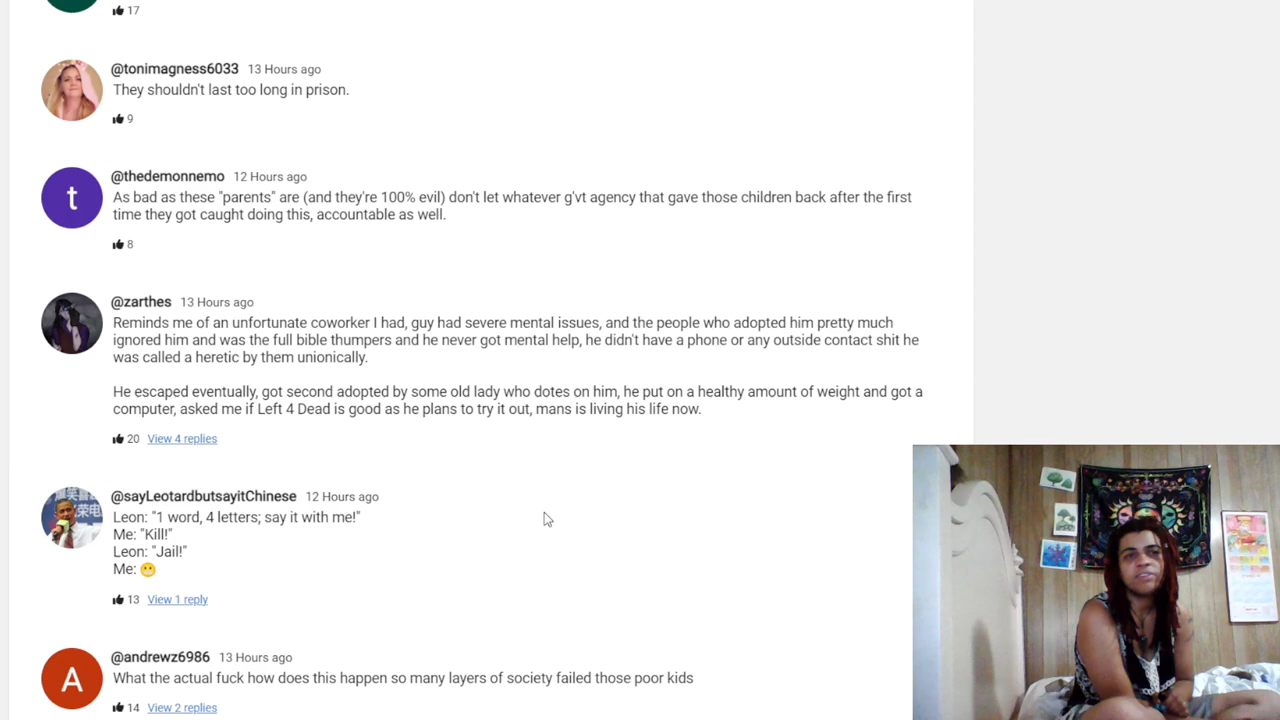 17
@tonimagness6033 13 Hours ago
They shouldn't last too long in prison.
9
t
@thedemonnemo 12 Hours ago
As bad as these "parents" are (and they're 100% evil) don't let whatever g'vt agency that gave those children back after the first
time they got caught doing this, accountable as well.
8
@zarthes 13 Hours ago
Reminds me of an unfortunate coworker I had, guy had severe mental issues, and the people who adopted him pretty much
ignored him and was the full bible thumpers and he never got mental help, he didn't have a phone or any outside contact shit he
was called a heretic by them unionically.
He escaped eventually, got second adopted by some old lady who dotes on him, he put on a healthy amount of weight and got a
computer, asked me if Left 4 Dead is good as he plans to try it out, mans is living his life now.
20 View 4 replies
@sayLeotardbutsayitChinese 12 Hours ago
Leon: "1 word, 4 letters; say it with me!"
Me: "Kill!"
Leon: "Jail!"
Me: 😬
13 View 1 reply
A
@andrewz6986 13 Hours ago
What the actual fuck how does this happen so many layers of society failed those poor kids
14 View 2 replies